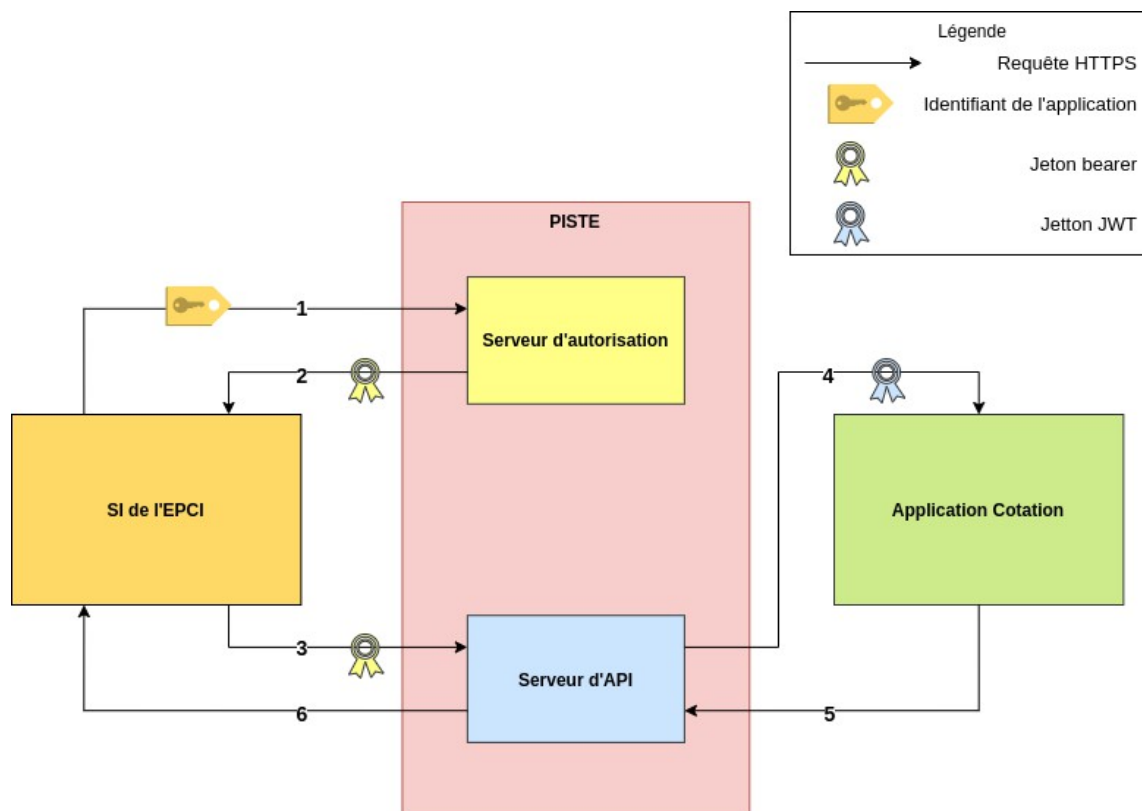 Légende
Requête HTTPS
Identifiant de l'application
Jeton bearer
Jetton JWT
PISTE
1
Serveur d'autorisation
2
4
SI de l'EPCI
Application Cotation
3
Serveur d'API
6
5